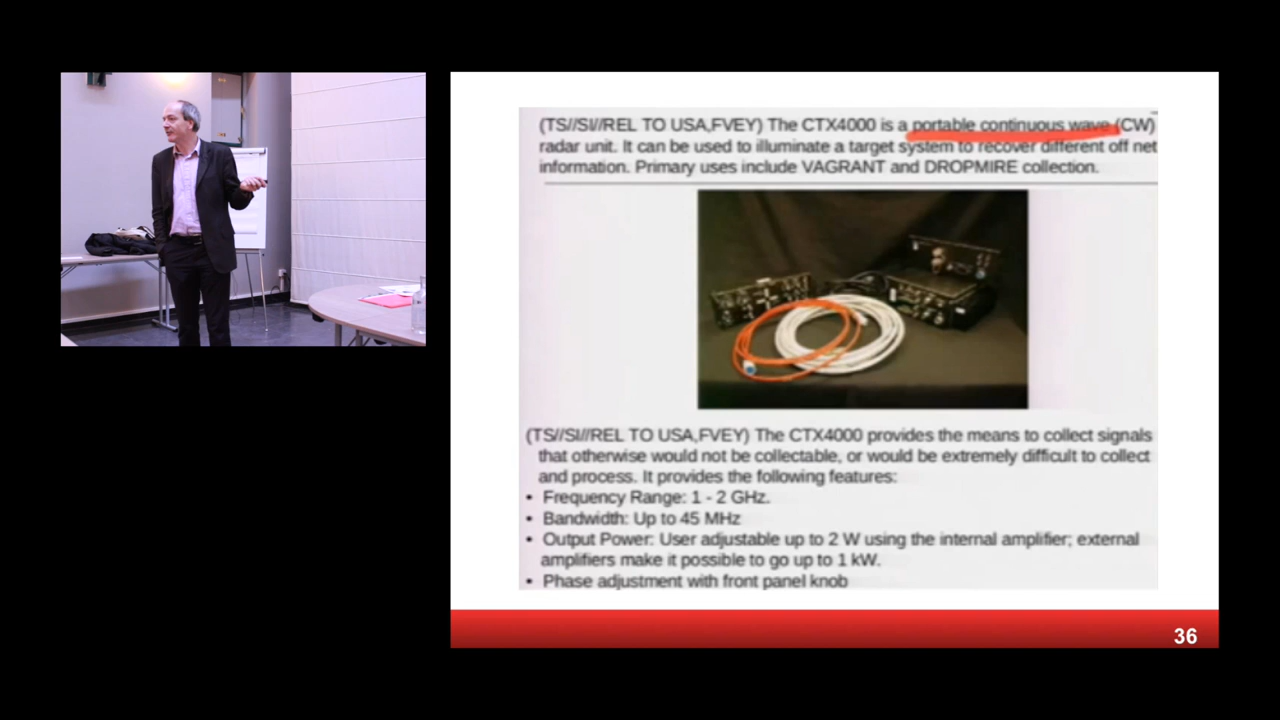 (TS//SI//REL TO USA,FVEY) The CTX4000 is a portable continuous wave (CW)
radar unit. It can be used to illuminate a target system to recover different off net
information. Primary uses include VAGRANT and DROPMIRE collection.
(TS//SI//REL TO USA,FVEY) The CTX4000 provides the means to collect signals
that otherwise would not be collectable, or would be extremely difficult to collect
and process. It provides the following features:
• Frequency Range: 1 - 2 GHz.
• Bandwidth: Up to 45 MHz
• Output Power: User adjustable up to 2 W using the internal amplifier; external
amplifiers make it possible to go up to 1 kW.
• Phase adjustment with front panel knob
36